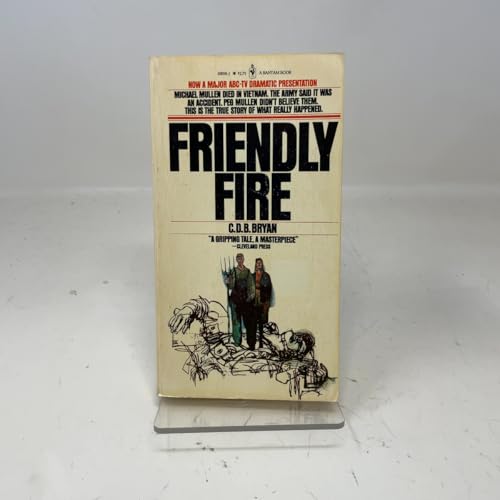 A BANTAM BOOK
NOW A MAJOR ABC-TV DRAMATIC PRESENTATION
MICHAEL MULLEN DIED IN VIETNAM. THE ARMY SAID IT WAS
AN ACCIDENT. PEG MULLEN DIDN'T BELIEVE THEM.
THIS IS THE TRUE STORY OF WHAT REALLY HAPPENED.
FRIENDLY
FIRE
C.D.B. BRYAN
"A GRIPPING TALE, A MASTERPIECE"
—CLEVELAND PRESS